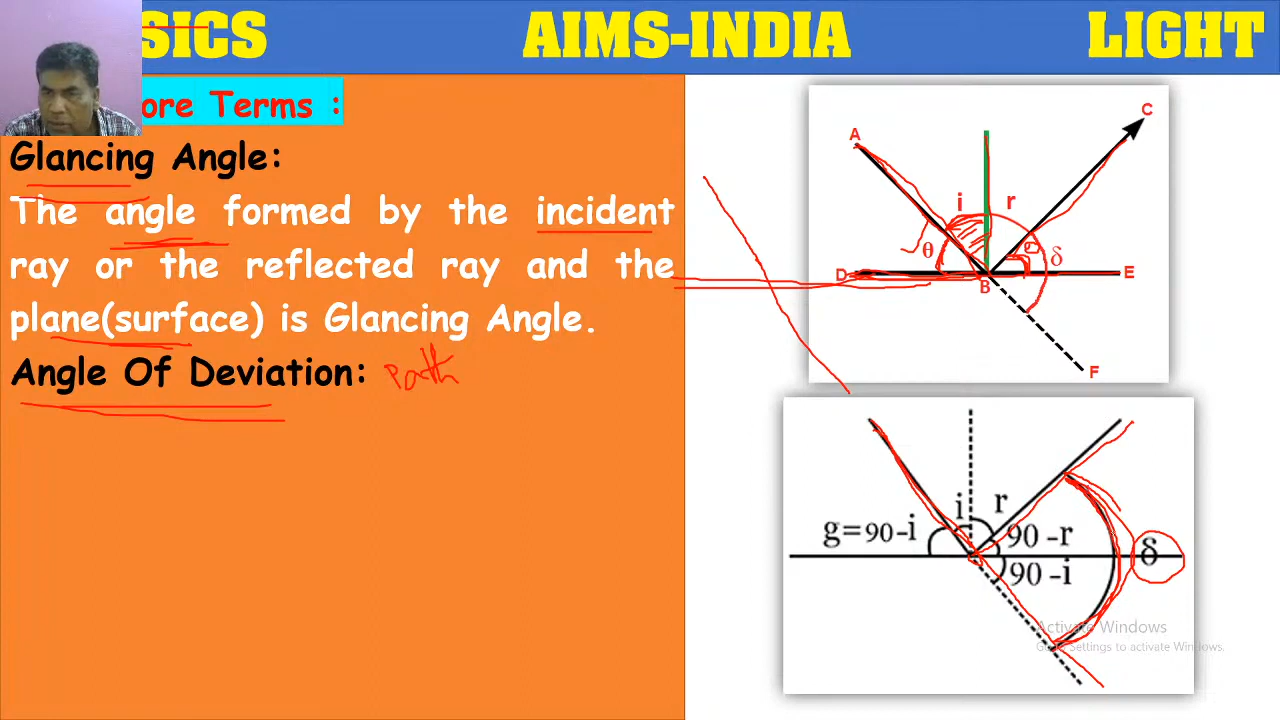 SICS AIMS-INDIA LIGHT
ore Terms :
Glancing Angle:
The angle formed by the incident
ray or the reflected ray and the
plane(surface) is Glancing Angle.
Angle Of Deviation: Path
A
C
i r
θ
δ
D
B
E
F
i r
g=90-i
90-r
δ
90-i
Activate Windows
Go to Settings to activate Windows.